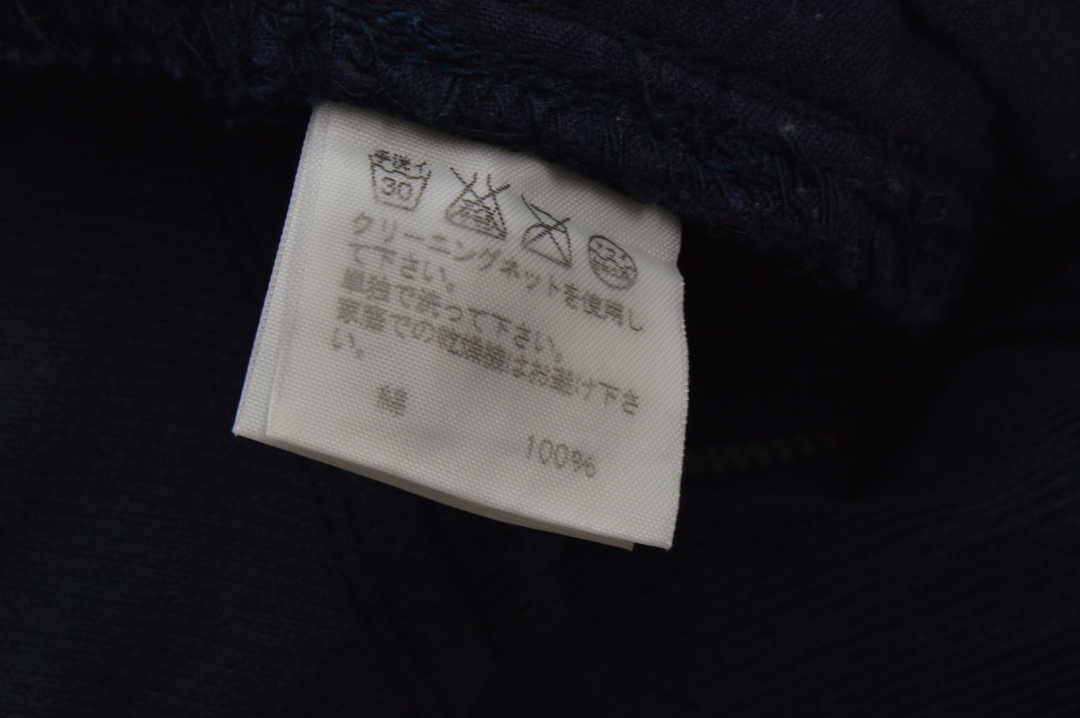 手洗イ
30
クリーニングネットを使用し
て下さい。
単独で洗って下さい。
家庭での乾燥機はお避け下さ
い。
綿 100%